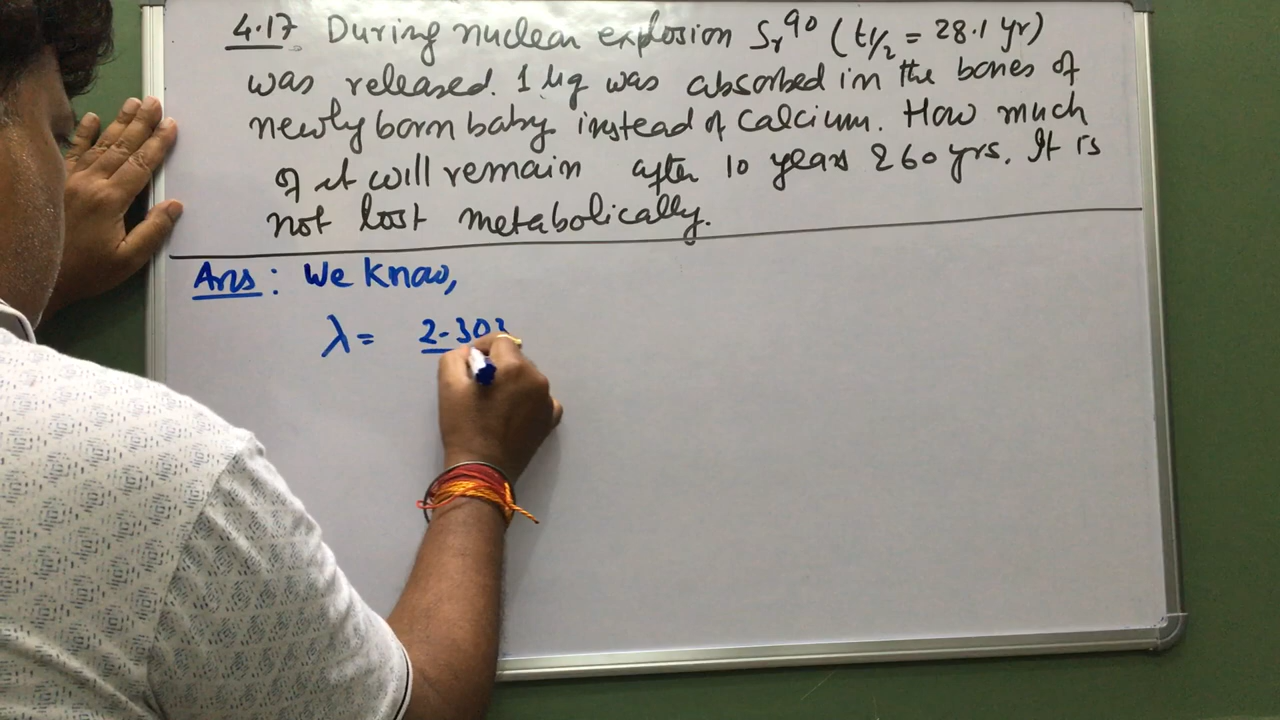 4.17 During nuclear explosion Sr⁹⁰ (t1/2 = 28.1 yr)
was released. 1 μg was absorbed in the bones of
newly born baby instead of calcium. How much
of it will remain after 10 years & 60 yrs. It is
not lost metabolically.
Ans: We know,
λ = 2.303